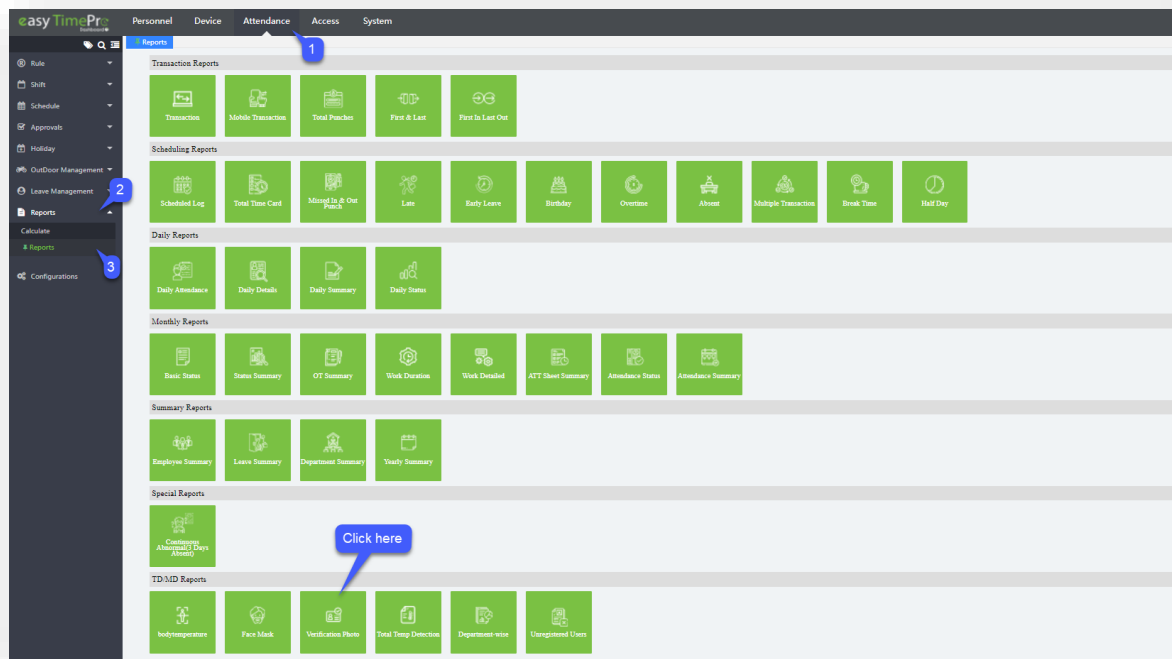 easy TimePro
Dashboard
Personnel Device Attendance Access System
1
Reports
Rule
Shift
Schedule
Approvals
Holiday
OutDoor Management
Leave Management
2
Reports
Calculate
Reports
3
Configurations
Transaction Reports
Transaction
Mobile Transaction
Total Punches
First & Last
First In Last Out
Scheduling Reports
Scheduled Log
Total Time Card
Missed In & Out
Punch
Late
Early Leave
Birthday
Overtime
Absent
Multiple Transaction
Break Time
Half Day
Daily Reports
Daily Attendance
Daily Details
Daily Summary
Daily Status
Monthly Reports
Basic Status
Status Summary
OT Summary
Work Duration
Work Detailed
ATT Sheet Summary
Attendance Status
Attendance Summary
Summary Reports
Employee Summary
Leave Summary
Department Summary
Yearly Summary
Special Reports
Continuous
Abnormal(3 Days
Absent)
Click here
TD/MD Reports
bodytemperature
Face Mask
Verification Photo
Total Temp Detection
Department-wise
Unregistered Users